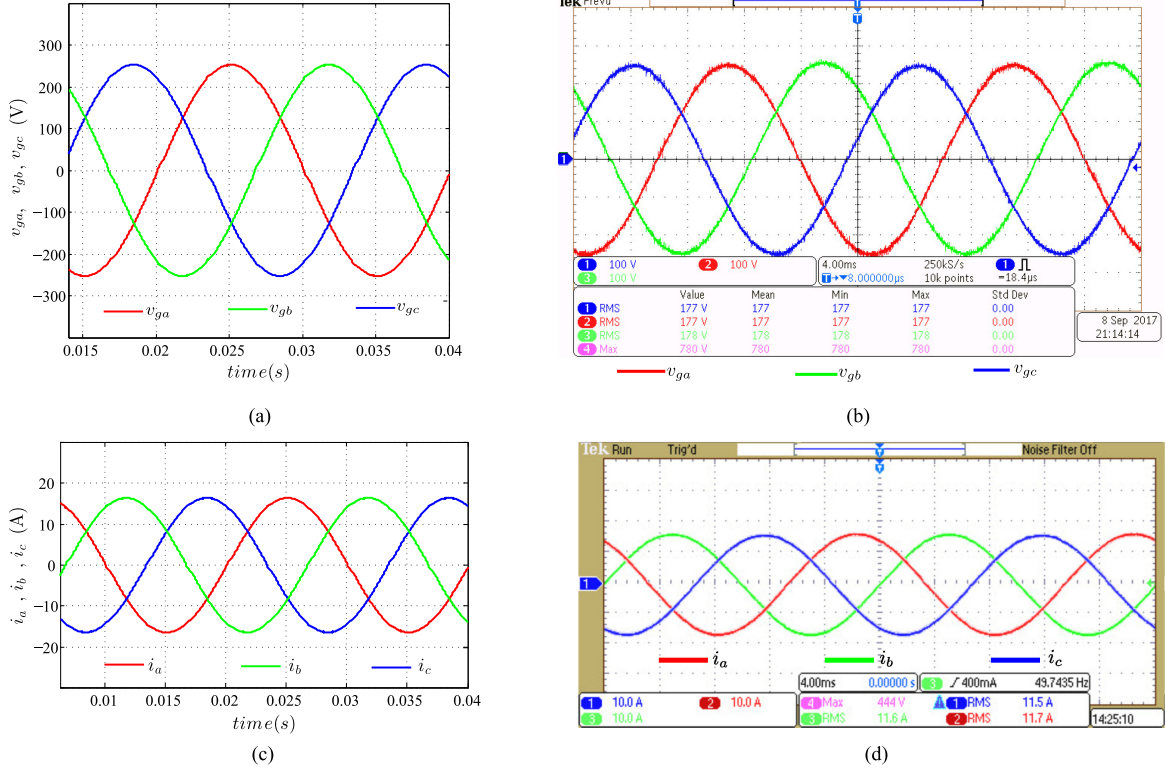 300
200
100
0
−100
−200
−300
v_ga, v_gb, v_gc (V)
v_ga v_gb v_gc
0.015 0.02 0.025 0.03 0.035 0.04
time(s)
(a)
Tek PreVu
T
1
1 100 V 2 100 V
3 100 V
4.00ms 250kS/s 1
T→▼8.000000µs 10k points =18.4µs
Value Mean Min Max Std Dev
1 RMS 177 V 177 177 177 0.00
2 RMS 177 V 177 177 177 0.00
3 RMS 178 V 178 178 178 0.00
4 Max 780 V 780 780 780 0.00
8 Sep 2017
21:14:14
v_ga v_gb v_gc
(b)
20
10
0
−10
−20
i_a , i_b , i_c (A)
i_a i_b i_c
0.01 0.015 0.02 0.025 0.03 0.035 0.04
time(s)
(c)
Tek Run Trig'd Noise Filter Off
T
1
i_a i_b i_c
4.00ms 0.00000 s 3 400mA 43.7435 Hz
1 10.0 A 2 10.0 A 4 Max 444 V 1 RMS 11.5 A
3 10.0 A 3 RMS 11.6 A 2 RMS 11.7 A
14:25:10
(d)